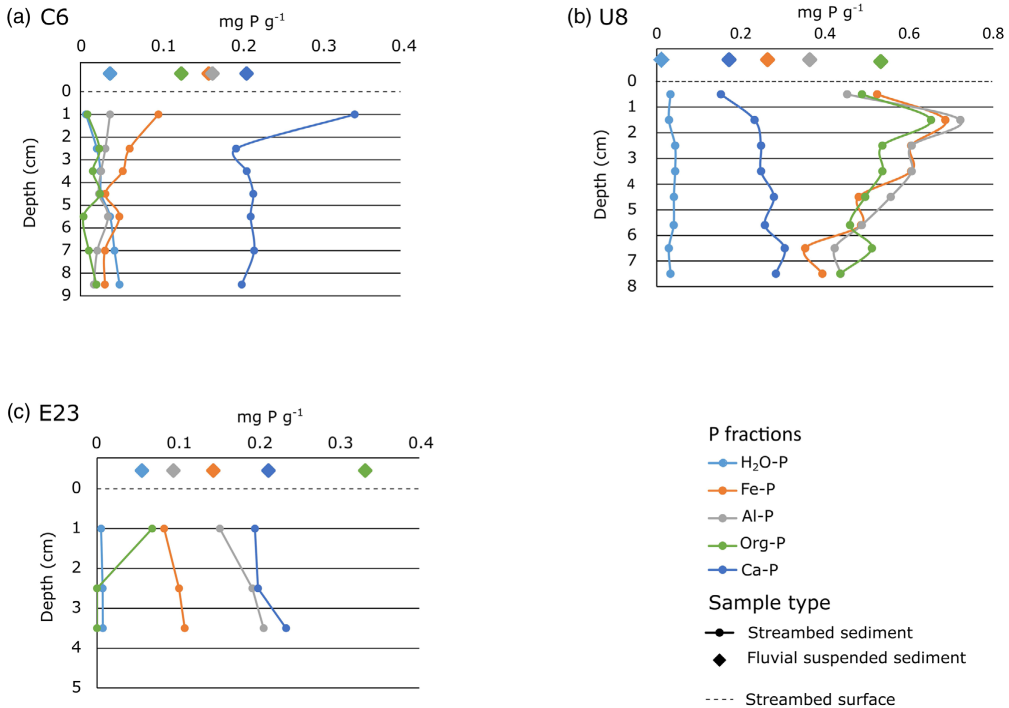 (a) C6
mg P g-1
0 0.1 0.2 0.3 0.4
0
1
2
3
4
5
6
7
8
9
Depth (cm)
(b) U8
mg P g-1
0 0.2 0.4 0.6 0.8
0
1
2
3
4
5
6
7
8
Depth (cm)
(c) E23
mg P g-1
0 0.1 0.2 0.3 0.4
0
1
2
3
4
5
Depth (cm)
P fractions
H2O-P
Fe-P
Al-P
Org-P
Ca-P
Sample type
Streambed sediment
Fluvial suspended sediment
Streambed surface